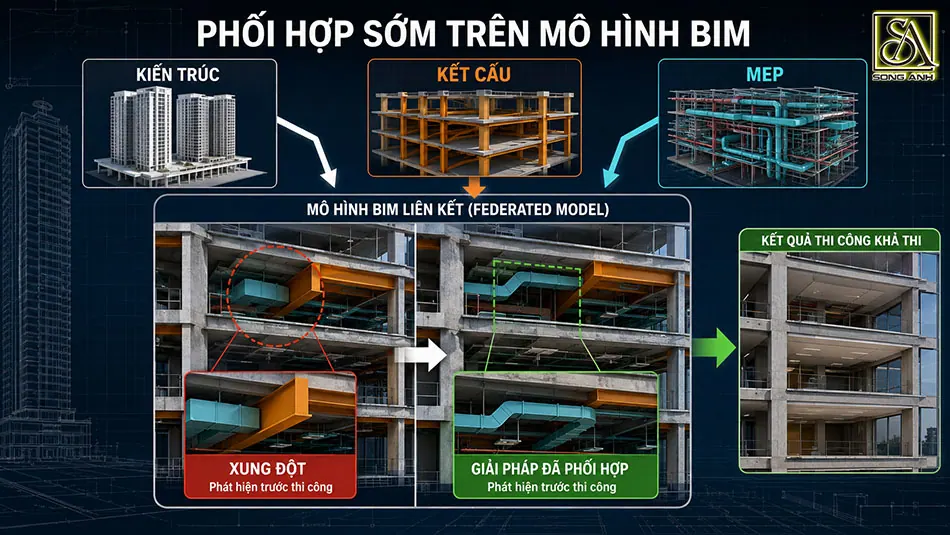 PHỐI HỢP SỚM TRÊN MÔ HÌNH BIM
SA
SONG ANH
KIẾN TRÚC
KẾT CẤU
MEP
MÔ HÌNH BIM LIÊN KẾT (FEDERATED MODEL)
KẾT QUẢ THI CÔNG KHẢ THI
XUNG ĐỘT
Phát hiện trước thi công
GIẢI PHÁP ĐÃ PHỐI HỢP
Phát hiện trước thi công